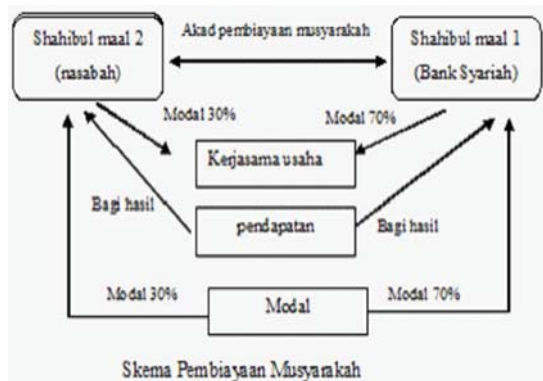 Shahibul maal 2
(nasabah)
Akad pembiayaan musyarakah
Shahibul maal 1
(Bank Syariah)
Modal 30%
Modal 70%
Kerjasama usaha
Bagi hasil
pendapatan
Bagi hasil
Modal 30%
Modal
Modal 70%
Skema Pembiayaan Musyarakah